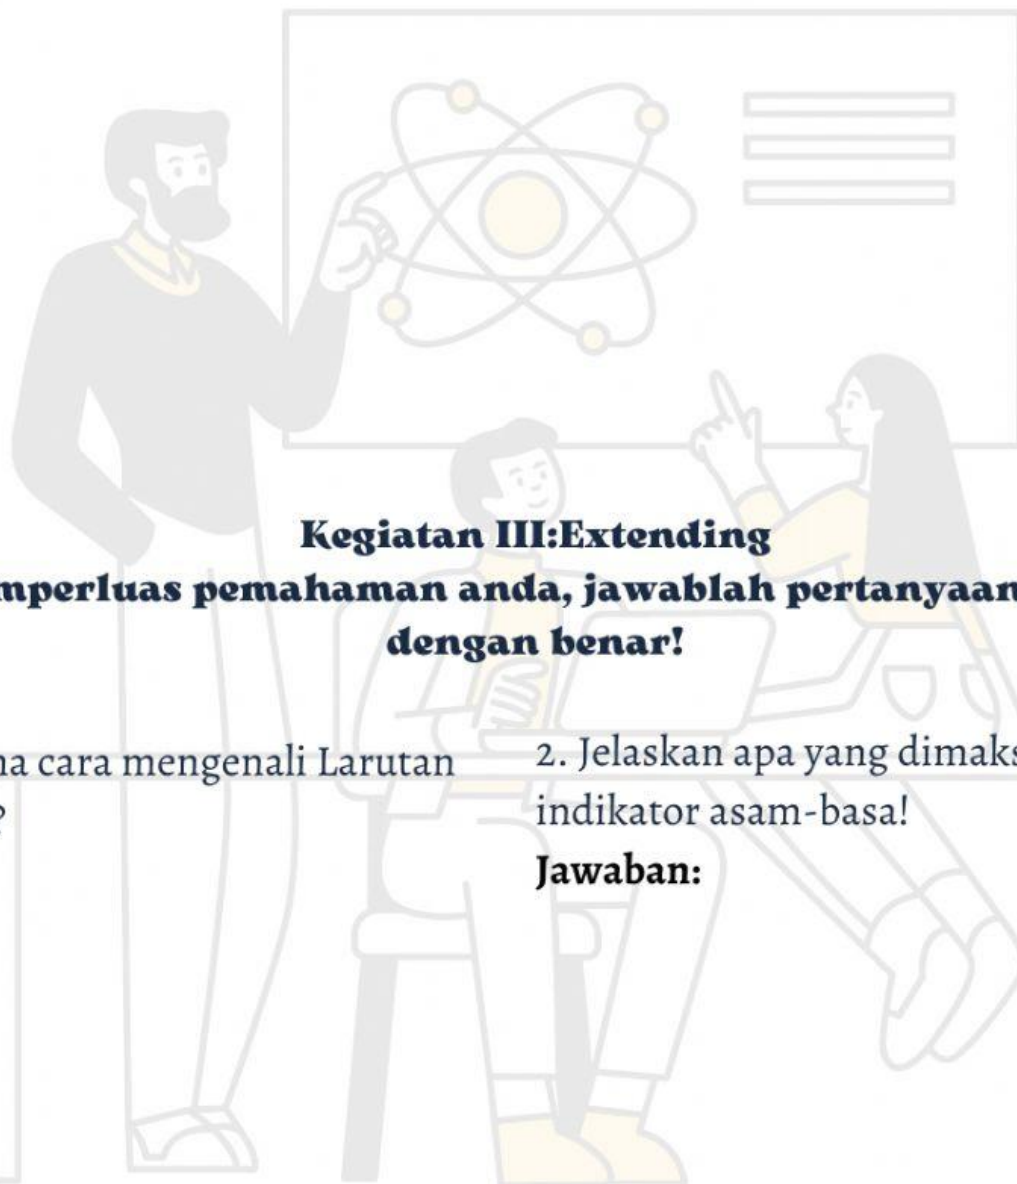 Kegiatan III:Extending
mperluas pemahaman anda, jawablah pertanyaan
dengan benar!
na cara mengenali Larutan
?
2. Jelaskan apa yang dimaks
indikator asam-basa!
Jawaban: